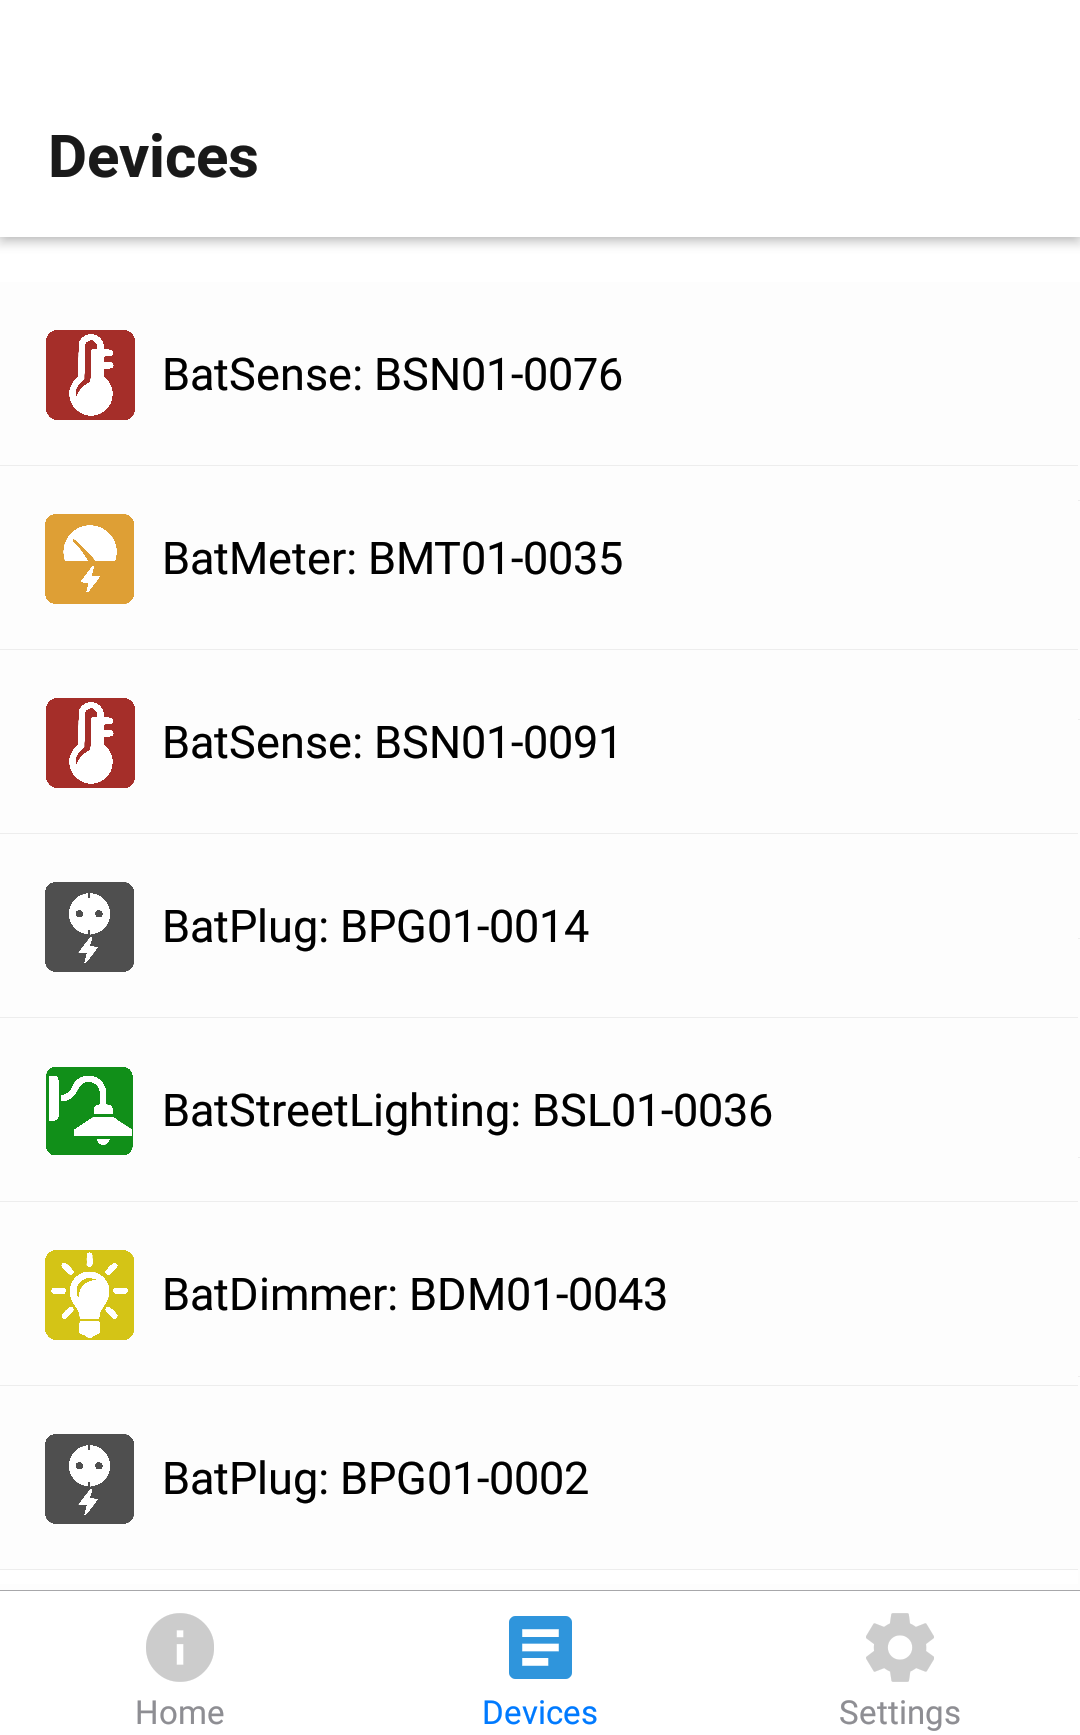 Devices
BatSense: BSN01-0076
BatMeter: BMT01-0035
BatSense: BSN01-0091
BatPlug: BPG01-0014
BatStreetLighting: BSL01-0036
BatDimmer: BDM01-0043
BatPlug: BPG01-0002
Home
Devices
Settings